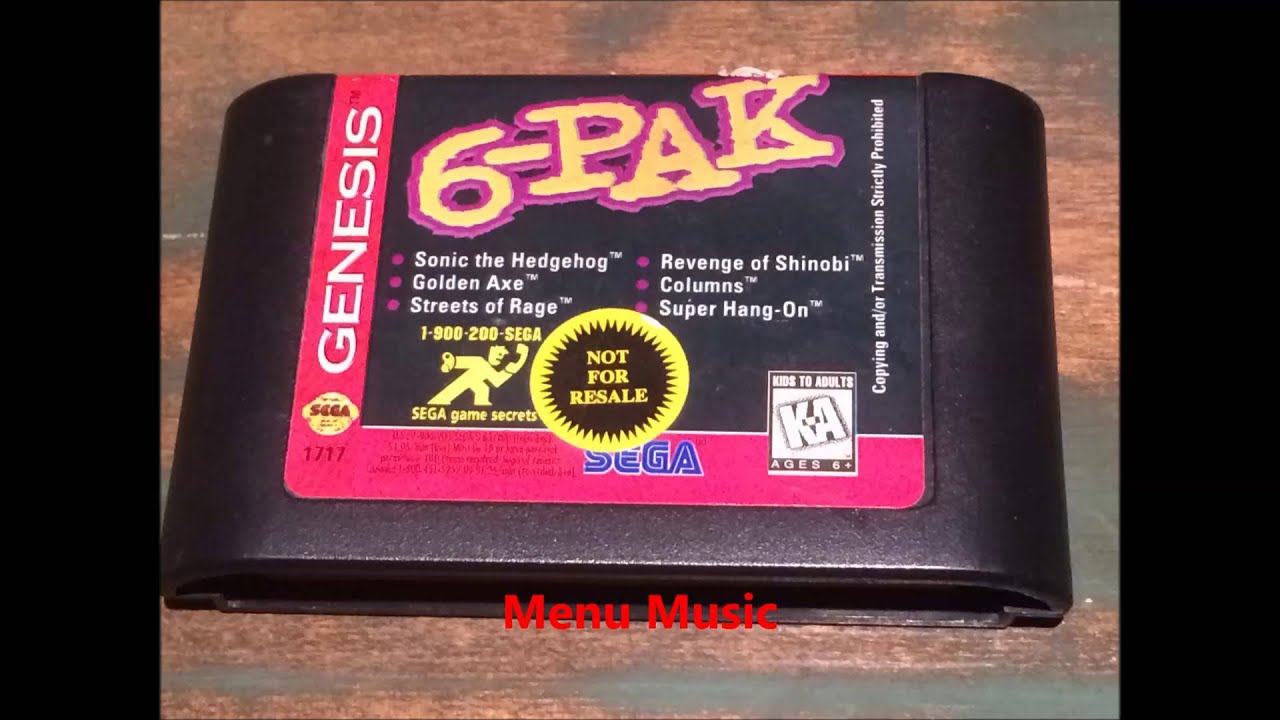 GENESIS™
6-PAK
Sonic the Hedgehog™
Golden Axe™
Streets of Rage™
Revenge of Shinobi™
Columns™
Super Hang-On™
1-900-200-SEGA
SEGA game secrets
NOT
FOR
RESALE
KIDS TO ADULTS
KA
AGES 6+
SEGA
1717
SEGA
Copying and/or Transmission Strictly Prohibited
Menu Music